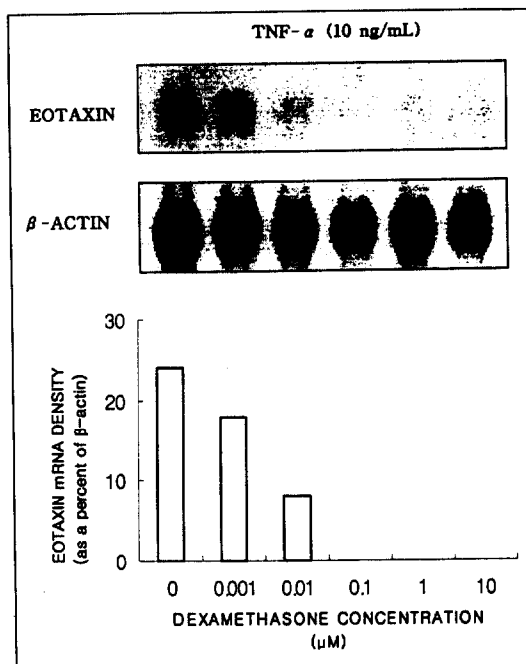 TNF-α (10 ng/mL)
EOTAXIN
β-ACTIN
30
20
10
0
EOTAXIN mRNA DENSITY
(as a percent of β-actin)
0 0.001 0.01 0.1 1 10
DEXAMETHASONE CONCENTRATION
(μM)